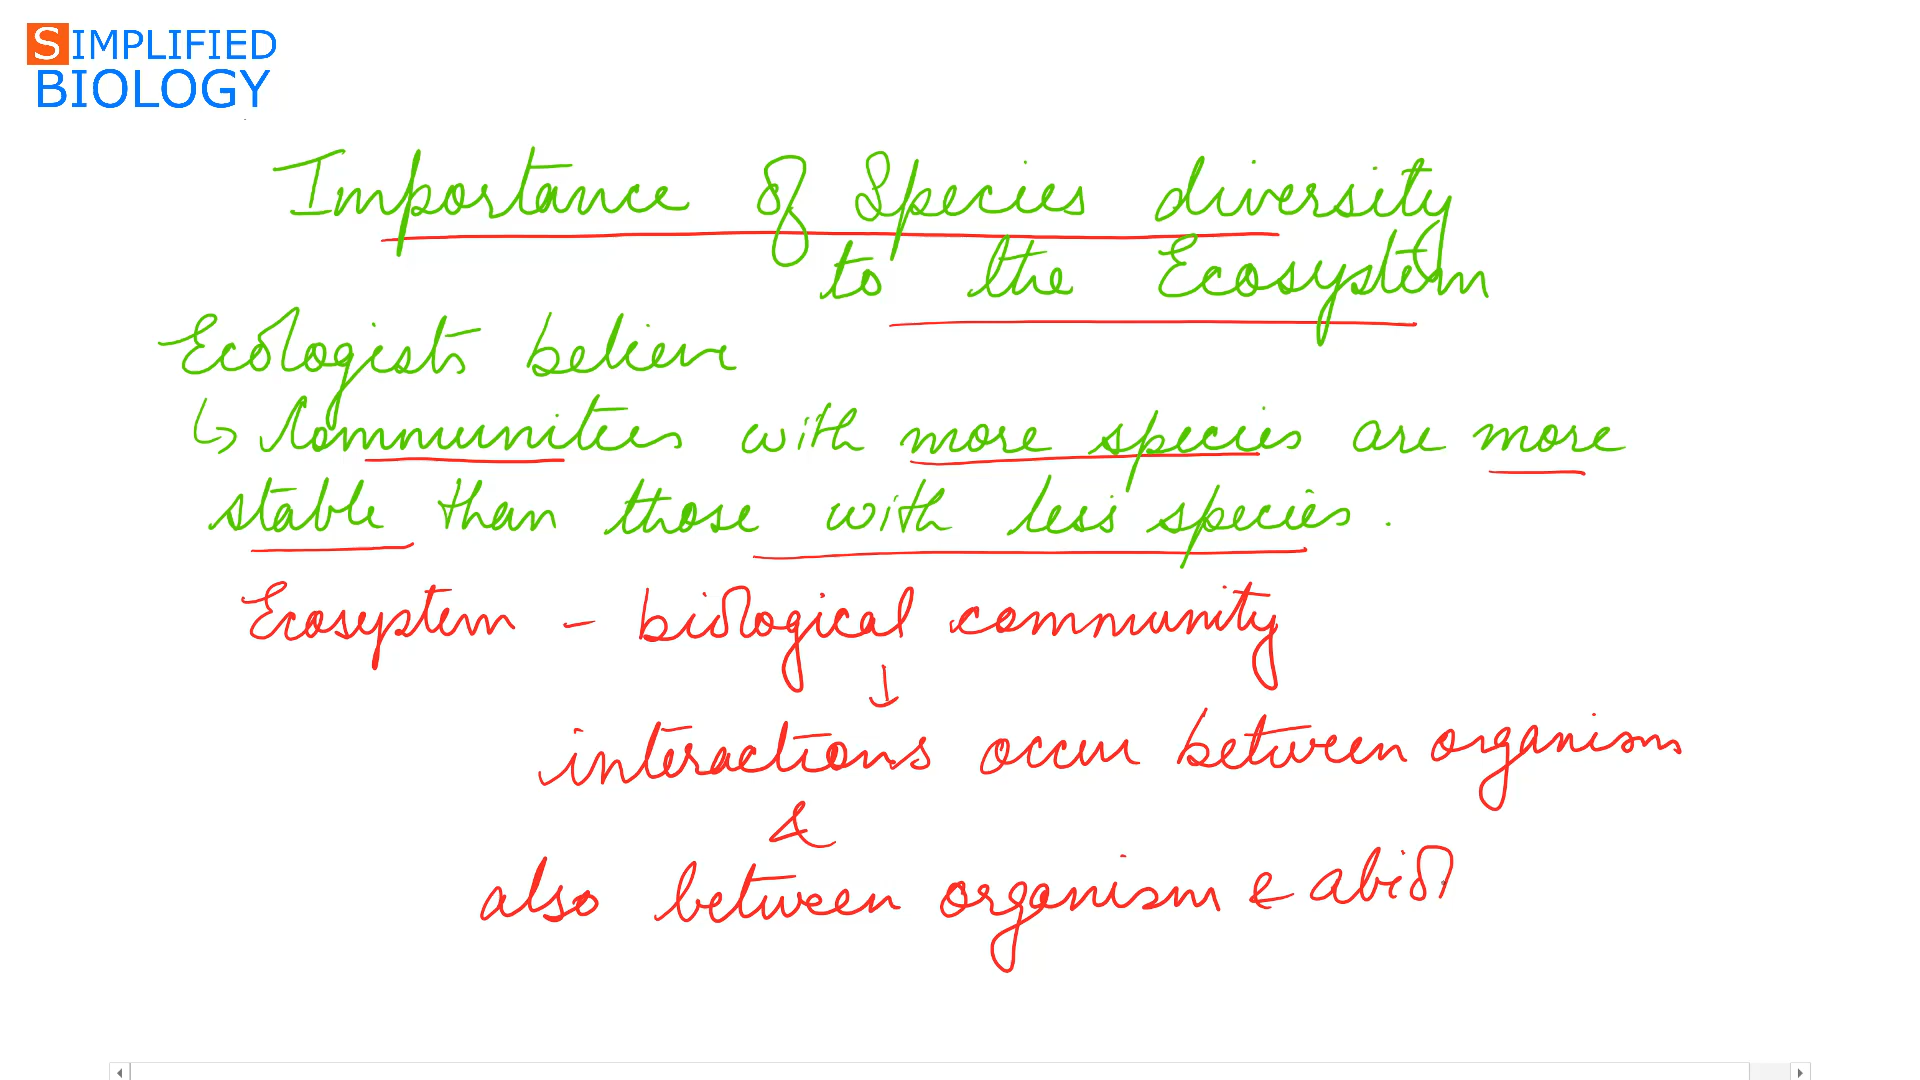 SIMPLIFIED
BIOLOGY
Importance of Species diversity
to the Ecosystem
Ecologists believe
↳ Communities with more species are more
stable than those with less species.
Ecosystem - biological community
↓
interactions occur between organisms
&
also between organism & abio